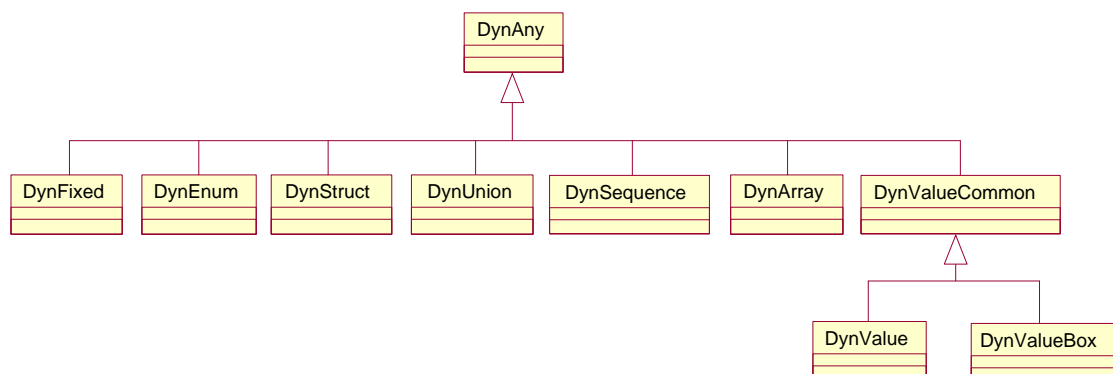 DynAny
DynFixed
DynEnum
DynStruct
DynUnion
DynSequence
DynArray
DynValueCommon
DynValue
DynValueBox